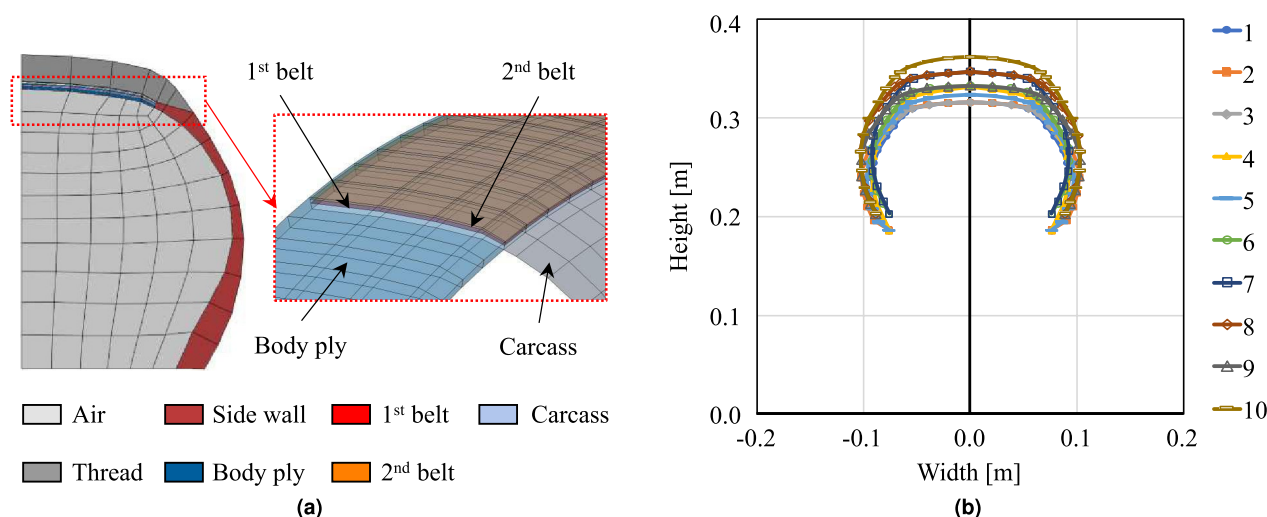 1st belt
2nd belt
Body ply
Carcass
Air
Side wall
1st belt
Carcass
Thread
Body ply
2nd belt
(a)
Height [m]
0.4
0.3
0.2
0.1
0.0
-0.2
-0.1
0.0
0.1
0.2
Width [m]
1
2
3
4
5
6
7
8
9
10
(b)